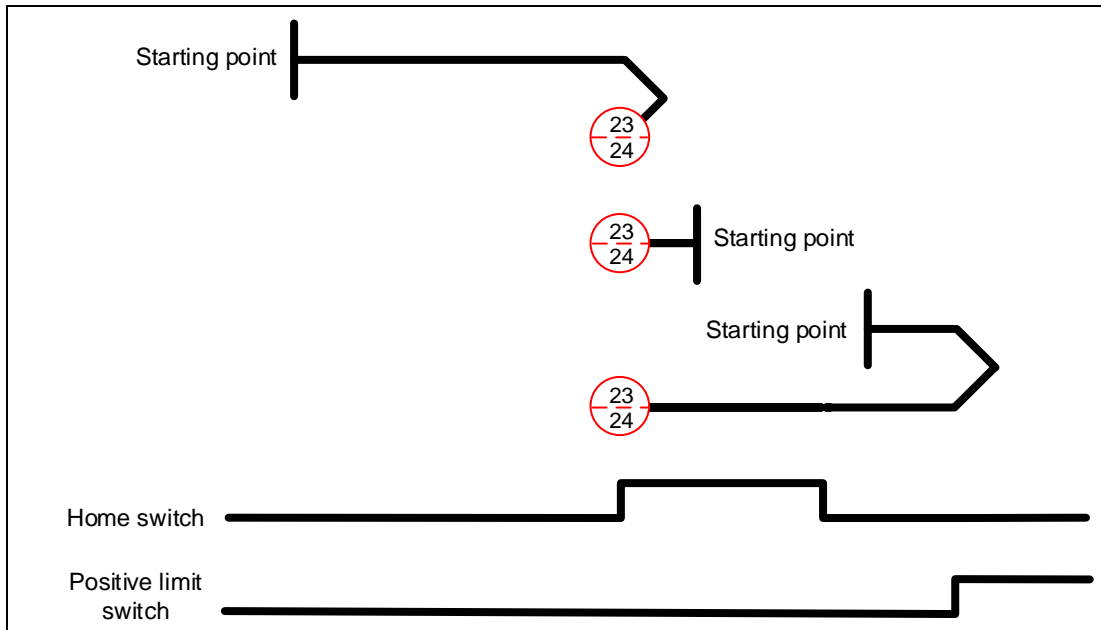 Starting point
23
24
23
24
Starting point
Starting point
23
24
Home switch
Positive limit
switch